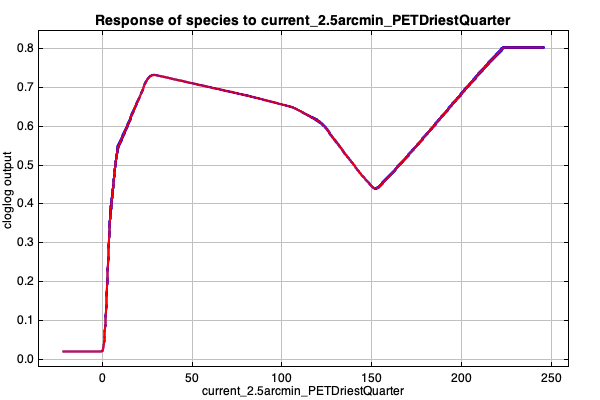 Response of species to current_2.5arcmin_PETDriestQuarter
0.8
0.7
0.6
0.5
0.4
0.3
0.2
0.1
0.0
cloglog output
0 50 100 150 200 250
current_2.5arcmin_PETDriestQuarter